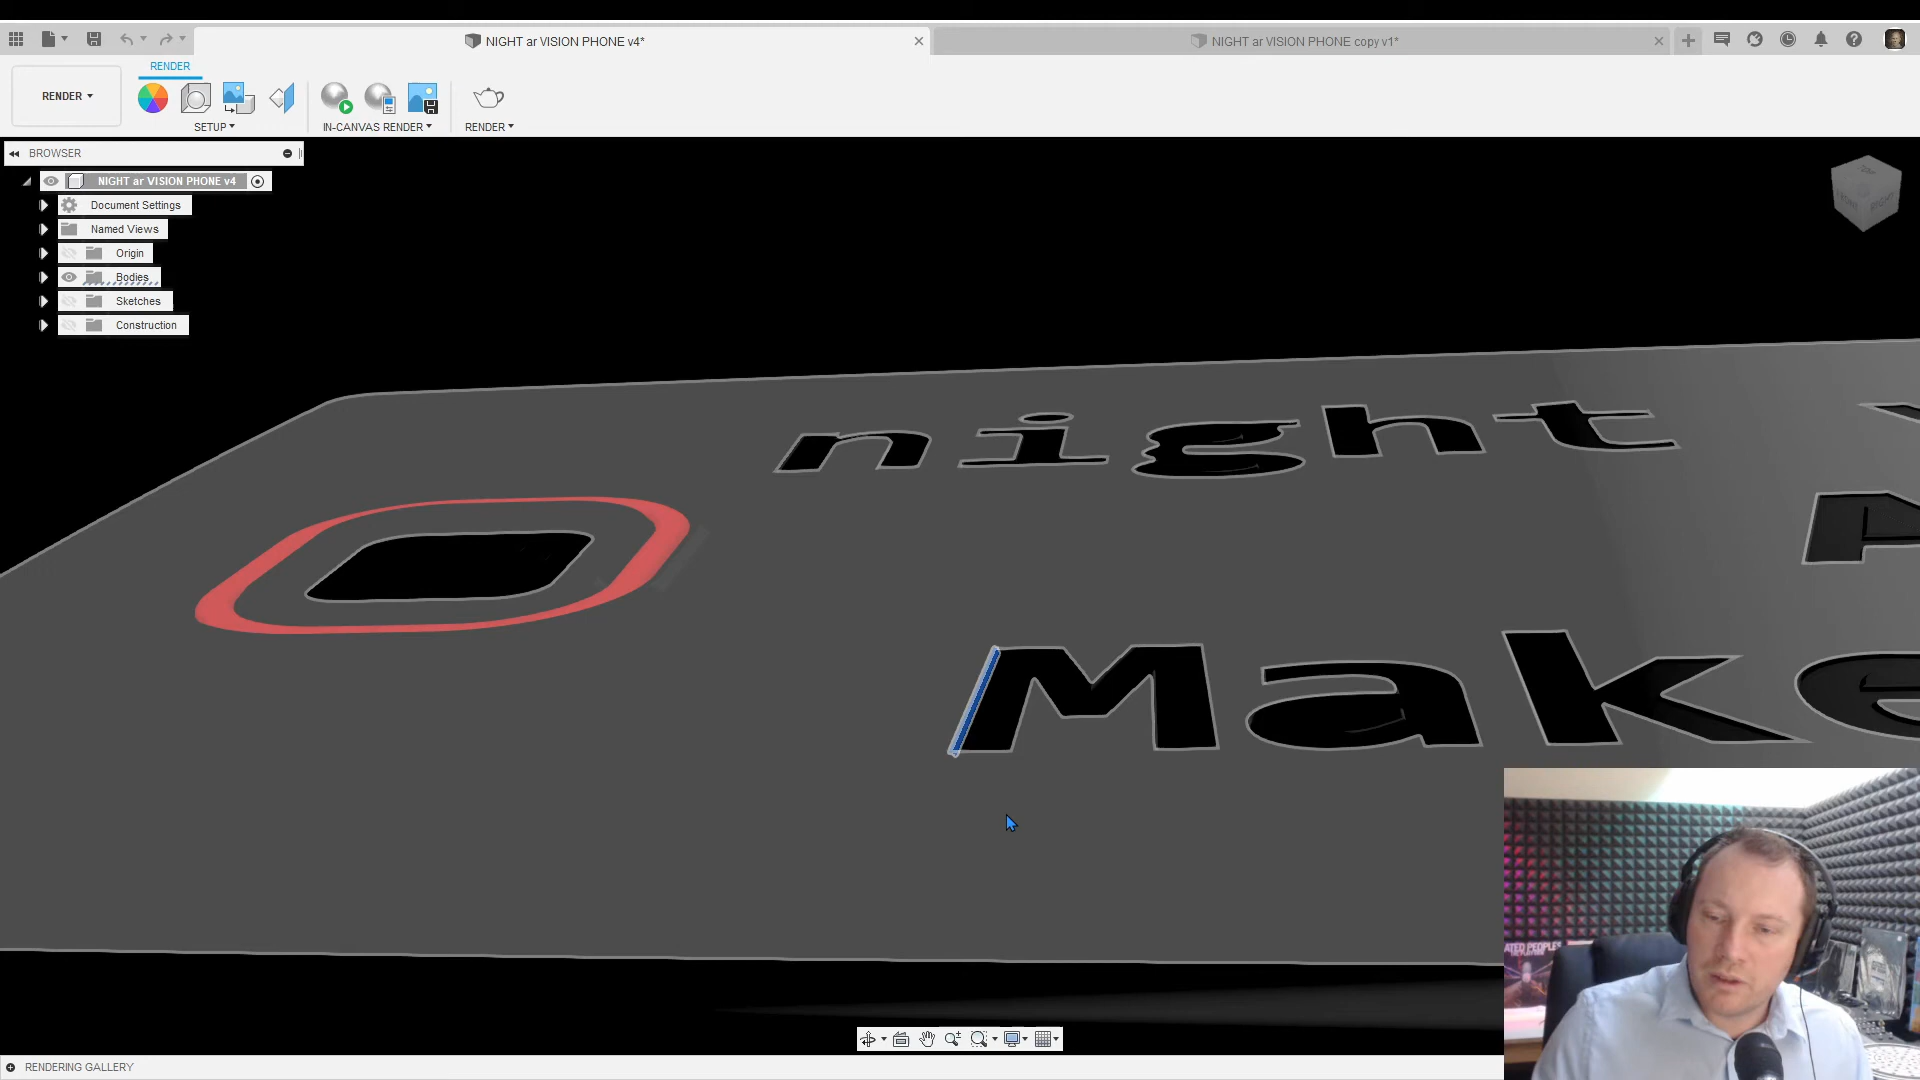 NIGHT ar VISION PHONE v4*
NIGHT ar VISION PHONE copy v1*
RENDER
RENDER
SETUP
IN-CANVAS RENDER
RENDER
BROWSER
NIGHT ar VISION PHONE v4
Document Settings
Named Views
Origin
Bodies
Sketches
Construction
RIGHT
night
Make
RENDERING GALLERY